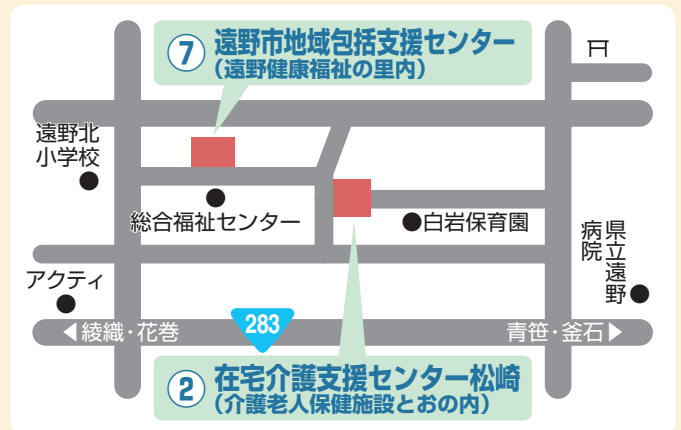 ⑦ 遠野市地域包括支援センター
(遠野健康福祉の里内)
遠野北
小学校
総合福祉センター
白岩保育園
県立遠野
病院
アクティ
◀綾織・花巻
283
青笹・釜石▶
② 在宅介護支援センター松崎
(介護老人保健施設とおの内)